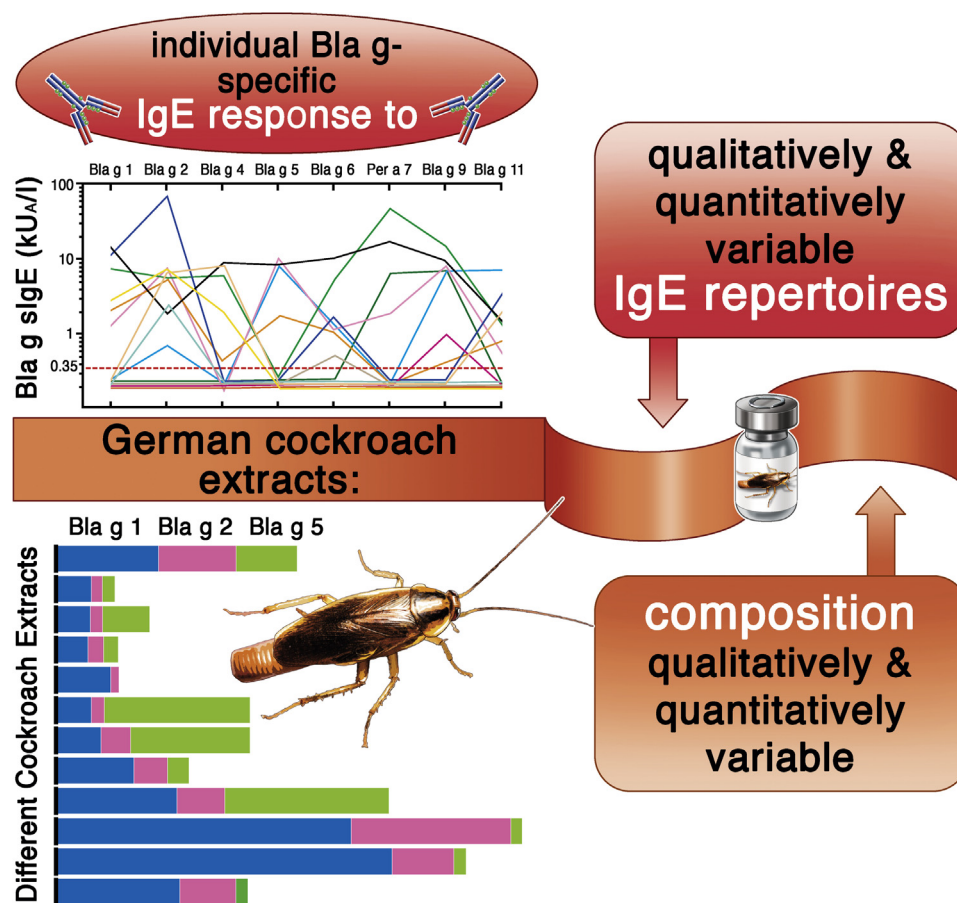 individual Bla g-
specific
IgE response to
Bla g 1 Bla g 2 Bla g 4 Bla g 5 Bla g 6 Per a 7 Bla g 9 Bla g 11
Bla g sIgE (kUA/l)
100
10
1
0.35
qualitatively &
quantitatively
variable
IgE repertoires
German cockroach
extracts:
Bla g 1 Bla g 2 Bla g 5
Different Cockroach Extracts
composition
qualitatively &
quantitatively
variable